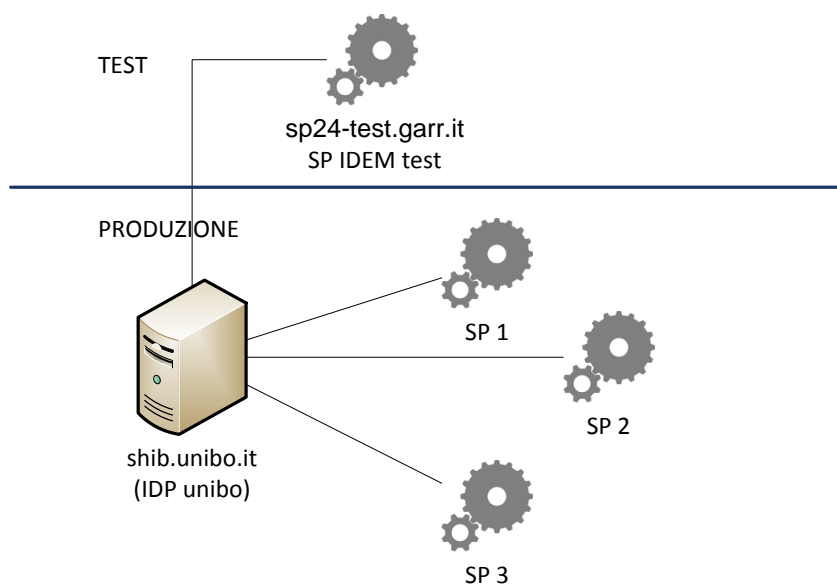 TEST
sp24-test.garr.it
SP IDEM test
PRODUZIONE
SP 1
SP 2
shib.unibo.it
(IDP unibo)
SP 3